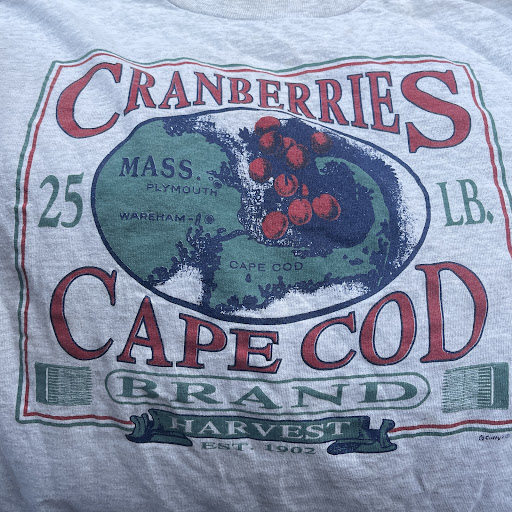 CRANBERRIES
25 LB.
MASS.
PLYMOUTH
WAREHAM
CAPE COD
CAPE COD
BRAND
HARVEST
EST. 1902